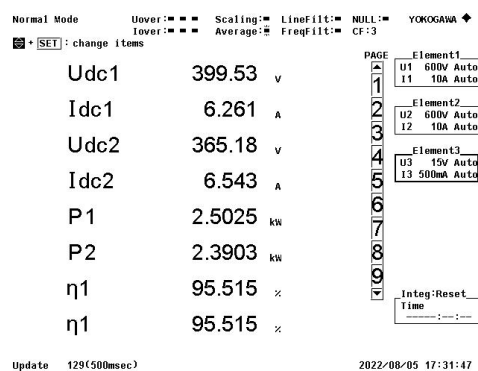 Normal Mode Uover: Scaling: LineFilt: NULL: YOKOGAWA
Iover: Average: FreqFilt: CF:3
+ SET : change items
PAGE
Udc1 399.53 V
Idc1 6.261 A
Udc2 365.18 V
Idc2 6.543 A
P1 2.5025 kW
P2 2.3903 kW
η1 95.515 %
η1 95.515 %
1
2
3
4
5
6
7
8
9
Element1
U1 600V Auto
I1 10A Auto
Element2
U2 600V Auto
I2 10A Auto
Element3
U3 15V Auto
I3 500mA Auto
Integ:Reset
Time
-----:--:--
Update 129(500msec) 2022/08/05 17:31:47